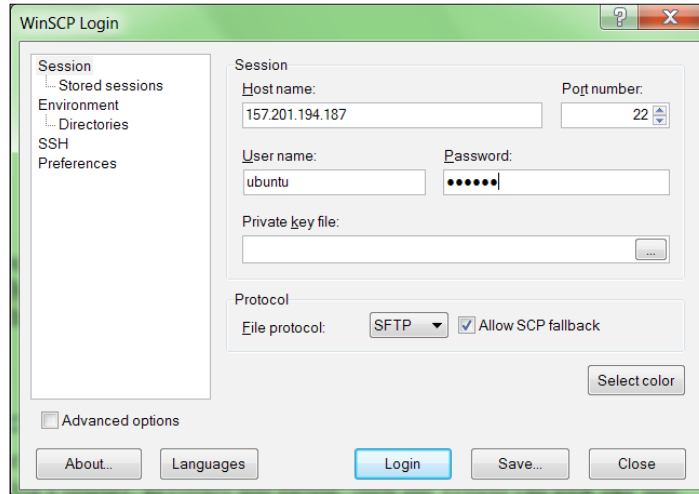 WinSCP Login
Session
Stored sessions
Environment
Directories
SSH
Preferences
Session
Host name: Port number:
157.201.194.187 22
User name: Password:
ubuntu ●●●●●●
Private key file:
...
Protocol
File protocol: SFTP Allow SCP fallback
Select color
Advanced options
About... Languages Login Save... Close